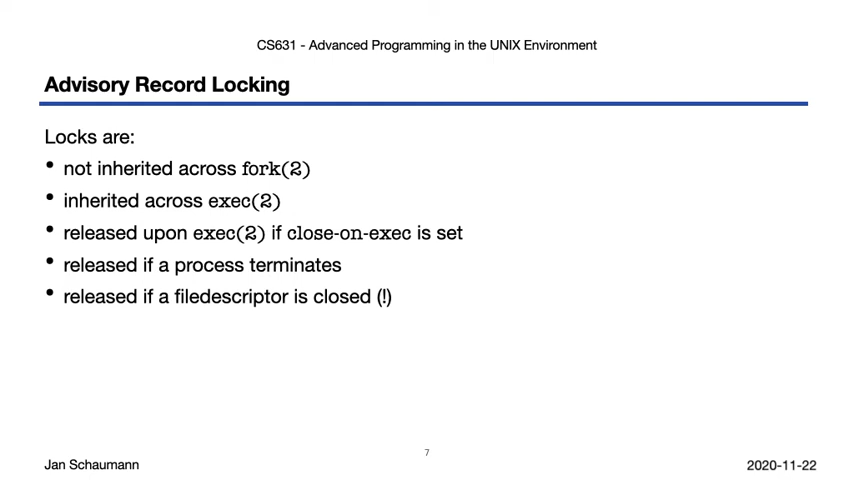 CS631 - Advanced Programming in the UNIX Environment
Advisory Record Locking
Locks are:
• not inherited across fork(2)
• inherited across exec(2)
• released upon exec(2) if close-on-exec is set
• released if a process terminates
• released if a filedescriptor is closed (!)
7
Jan Schaumann
2020-11-22